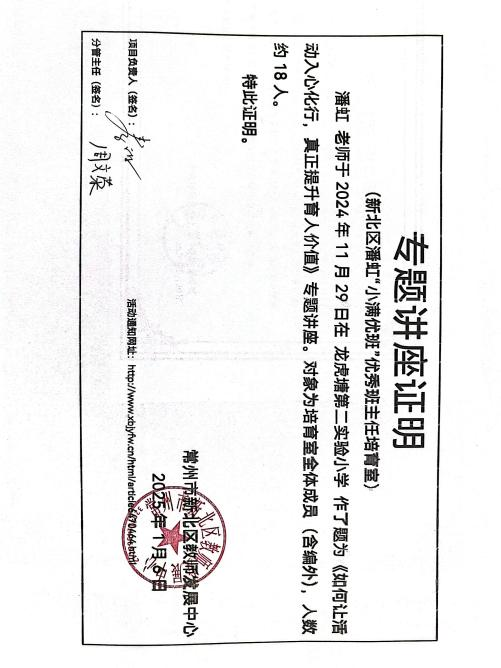 专题讲座证明
（新北区潘虹“小满优班”优秀班主任培育室）
潘虹 老师于 2024 年 11 月 29 日在 龙虎塘第二实验小学 作了题为《如何让活
动入心化行，真正提升育人价值》专题讲座。对象为培育室全体成员（含编外），人数
约 18 人。
特此证明。
常州市新北区教师发展中心
2025 年 1 月 6 日
项目负责人（签名）：
分管主任（签名）： 周文荣
活动通知网址：http://www.xbjyfw.cn/html/article6470464.html